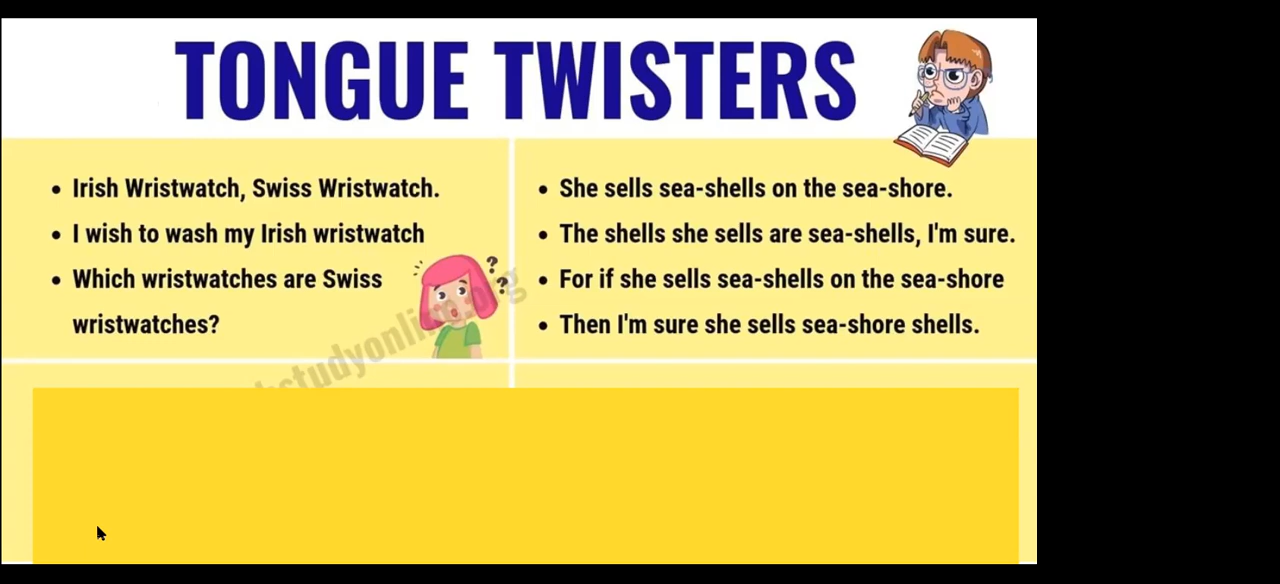 TONGUE TWISTERS
• Irish Wristwatch, Swiss Wristwatch.
• I wish to wash my Irish wristwatch
• Which wristwatches are Swiss
wristwatches?
• She sells sea-shells on the sea-shore.
• The shells she sells are sea-shells, I'm sure.
• For if she sells sea-shells on the sea-shore
• Then I'm sure she sells sea-shore shells.